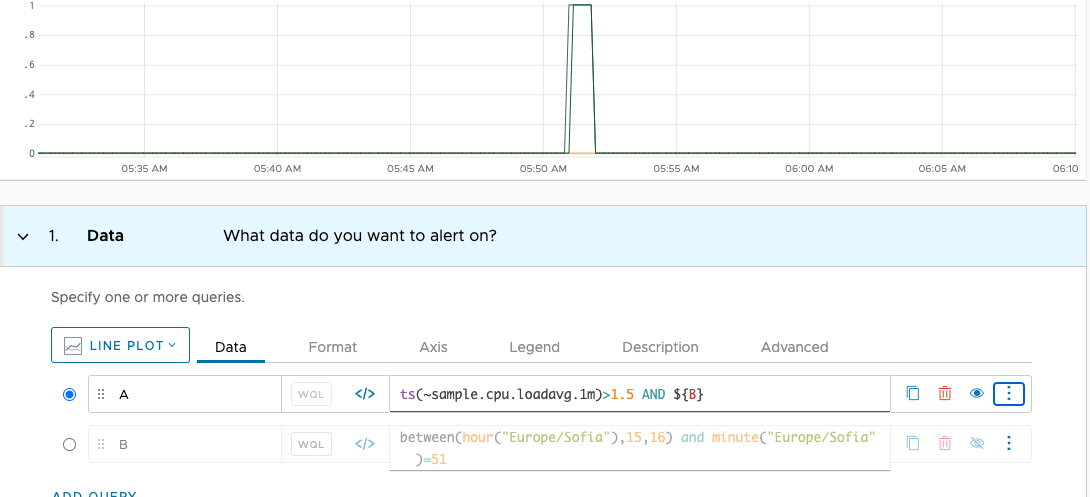 1
.8
.6
.4
.2
0
05:35 AM 05:40 AM 05:45 AM 05:50 AM 05:55 AM 06:00 AM 06:05 AM 06:10
1. Data What data do you want to alert on?
Specify one or more queries.
LINE PLOT Data Format Axis Legend Description Advanced
A WQL </> ts(~sample.cpu.loadavg.1m)>1.5 AND ${B}
B WQL </> between(hour("Europe/Sofia"),15,16) and minute("Europe/Sofia"
)=51
ADD QUERY